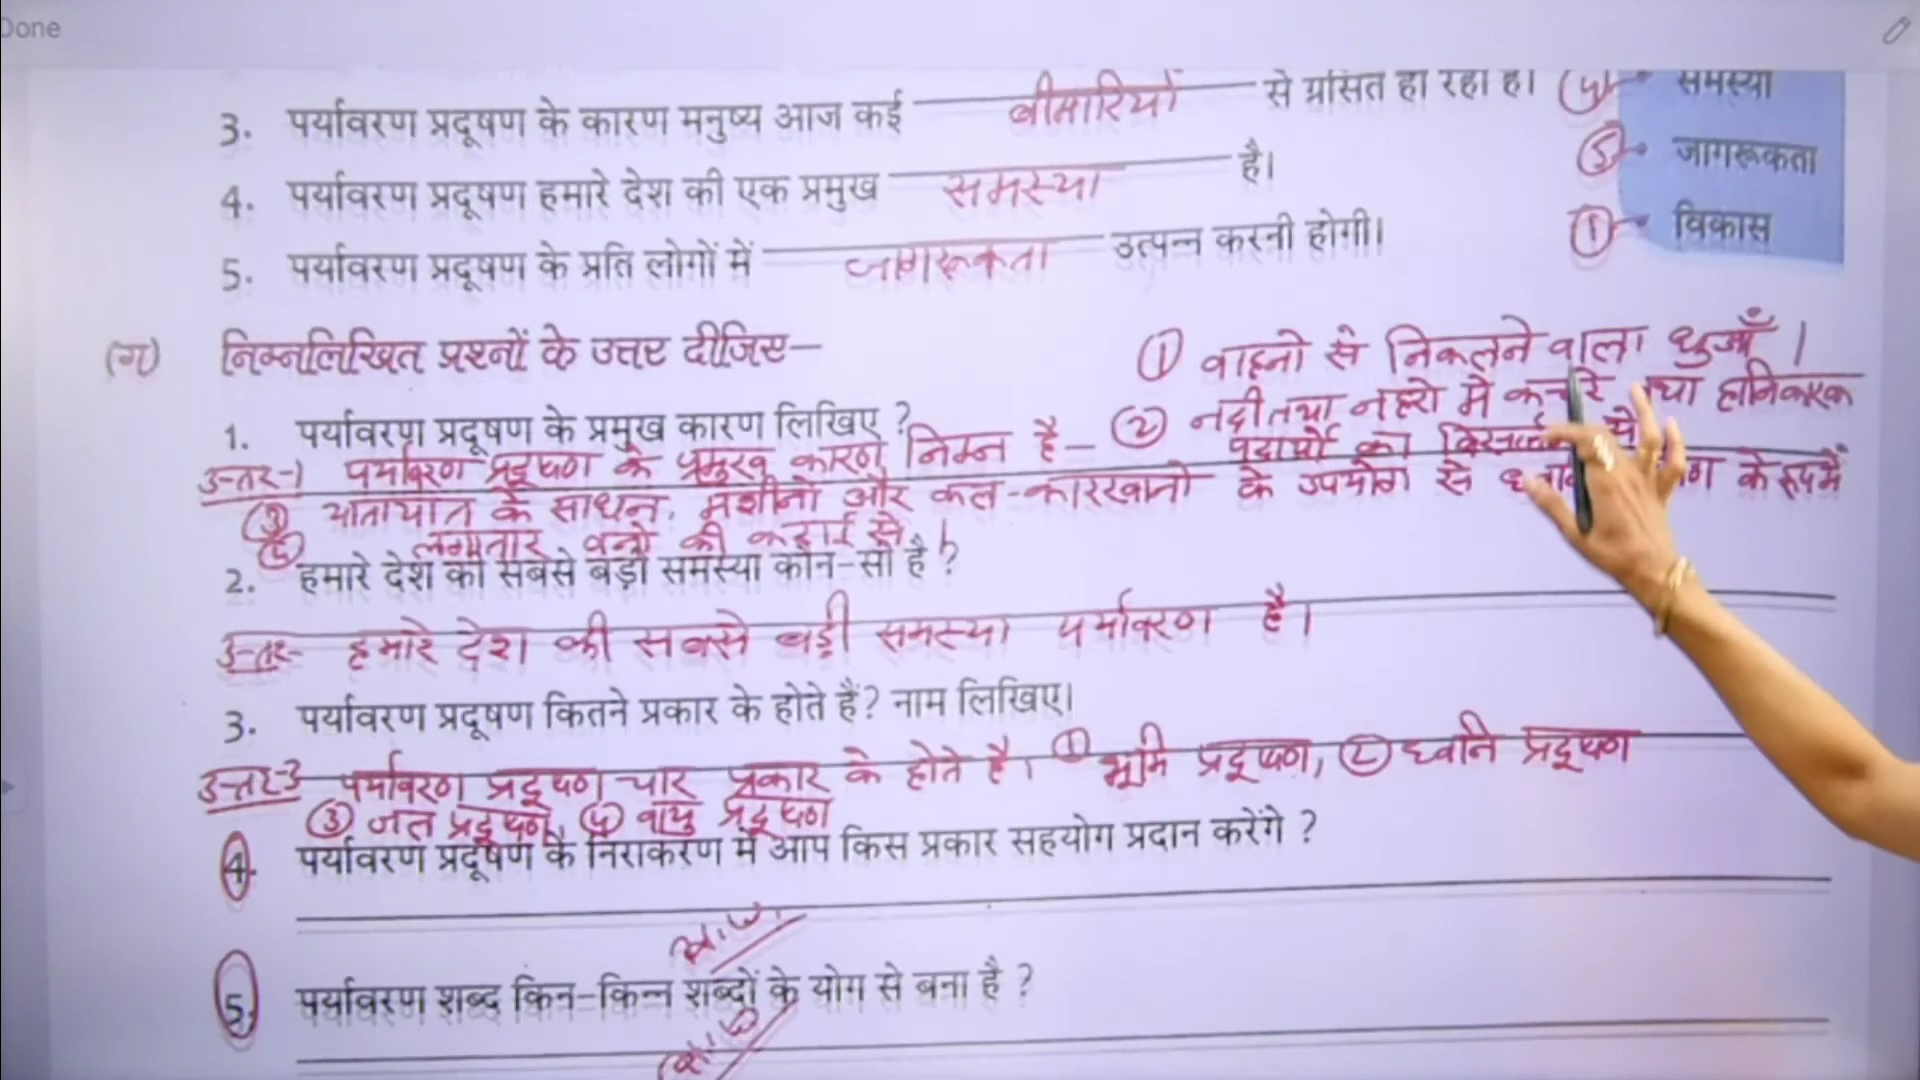 Done
3. पर्यावरण प्रदूषण के कारण मनुष्य आज कई बीमारियों से ग्रसित हो रहा है।
4. पर्यावरण प्रदूषण हमारे देश की एक प्रमुख समस्या है।
5. पर्यावरण प्रदूषण के प्रति लोगों में जागरूकता उत्पन्न करनी होगी।
④ समस्या
⑤ जागरूकता
① विकास
(ग) निम्नलिखित प्रश्नों के उत्तर दीजिए—
1. पर्यावरण प्रदूषण के प्रमुख कारण लिखिए ?
उत्तर-1 पर्यावरण प्रदूषण के प्रमुख कारण निम्न है—
① वाहनो से निकलने वाला धुआँ ।
② नदी तथा नहरो में कचरे तथा हानिकारक
पदार्थो का विसर्जन से
③ यातायात के साधन, मशीनो और कल-कारखानो के उपयोग से के रूप में
लगातार वनो की कटाई से
2. हमारे देश की सबसे बड़ी समस्या कौन-सी है ?
उत्तर- हमारे देश की सबसे बड़ी समस्या पर्यावरण है।
3. पर्यावरण प्रदूषण कितने प्रकार के होते हैं? नाम लिखिए।
उत्तर-3 पर्यावरण प्रदूषण चार प्रकार के होते है। ① भूमि प्रदूषण, ② ध्वनि प्रदूषण
③ जल प्रदूषण, ④ वायु प्रदूषण
4. पर्यावरण प्रदूषण के निराकरण में आप किस प्रकार सहयोग प्रदान करेंगे ?
5. पर्यावरण शब्द किन-किन्न शब्दों के योग से बना है ?